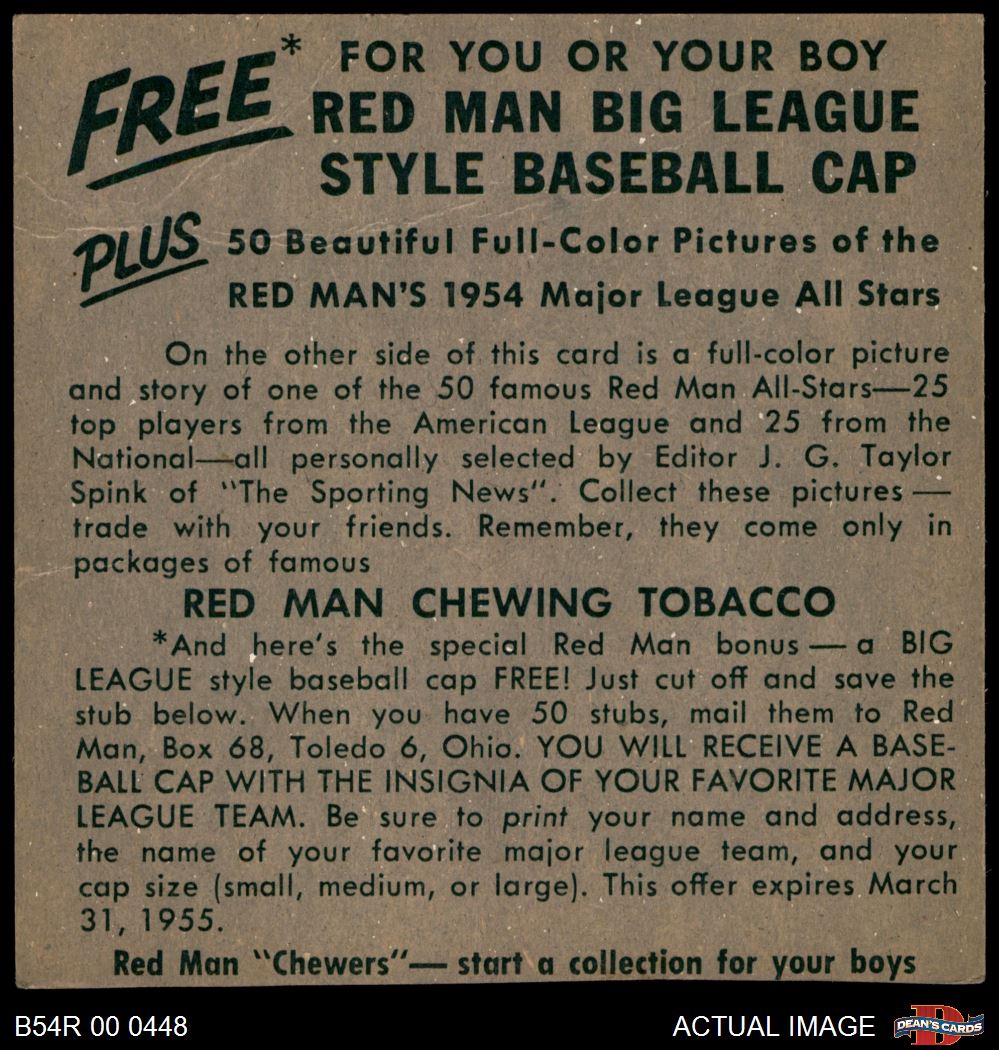 FREE* FOR YOU OR YOUR BOY
RED MAN BIG LEAGUE
STYLE BASEBALL CAP
PLUS 50 Beautiful Full-Color Pictures of the
RED MAN'S 1954 Major League All Stars
On the other side of this card is a full-color picture
and story of one of the 50 famous Red Man All-Stars—25
top players from the American League and 25 from the
National—all personally selected by Editor J. G. Taylor
Spink of "The Sporting News". Collect these pictures —
trade with your friends. Remember, they come only in
packages of famous
RED MAN CHEWING TOBACCO
*And here's the special Red Man bonus — a BIG
LEAGUE style baseball cap FREE! Just cut off and save the
stub below. When you have 50 stubs, mail them to Red
Man, Box 68, Toledo 6, Ohio. YOU WILL RECEIVE A BASE-
BALL CAP WITH THE INSIGNIA OF YOUR FAVORITE MAJOR
LEAGUE TEAM. Be sure to print your name and address,
the name of your favorite major league team, and your
cap size (small, medium, or large). This offer expires March
31, 1955.
Red Man "Chewers"— start a collection for your boys
B54R 00 0448
ACTUAL IMAGE
D
DEAN'S CARDS